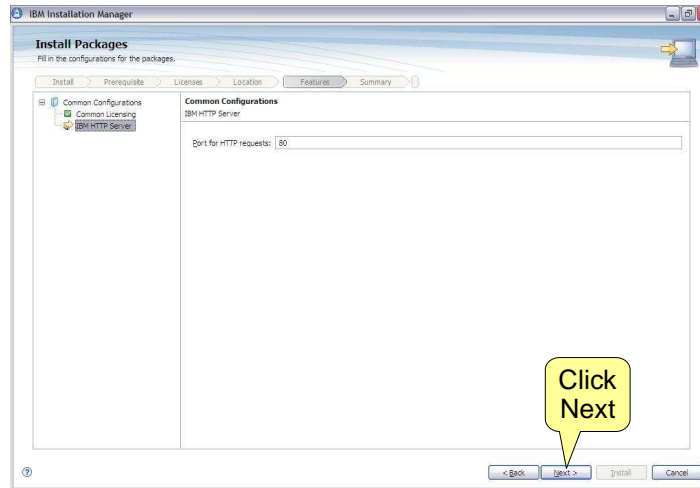 IBM Installation Manager
Install Packages
Fill in the configurations for the packages.
Install Prerequisite Licenses Location Features Summary
Common Configurations
Common Licensing
IBM HTTP Server
Common Configurations
IBM HTTP Server
Port for HTTP requests: 80
Click
Next
< Back Next > Install Cancel